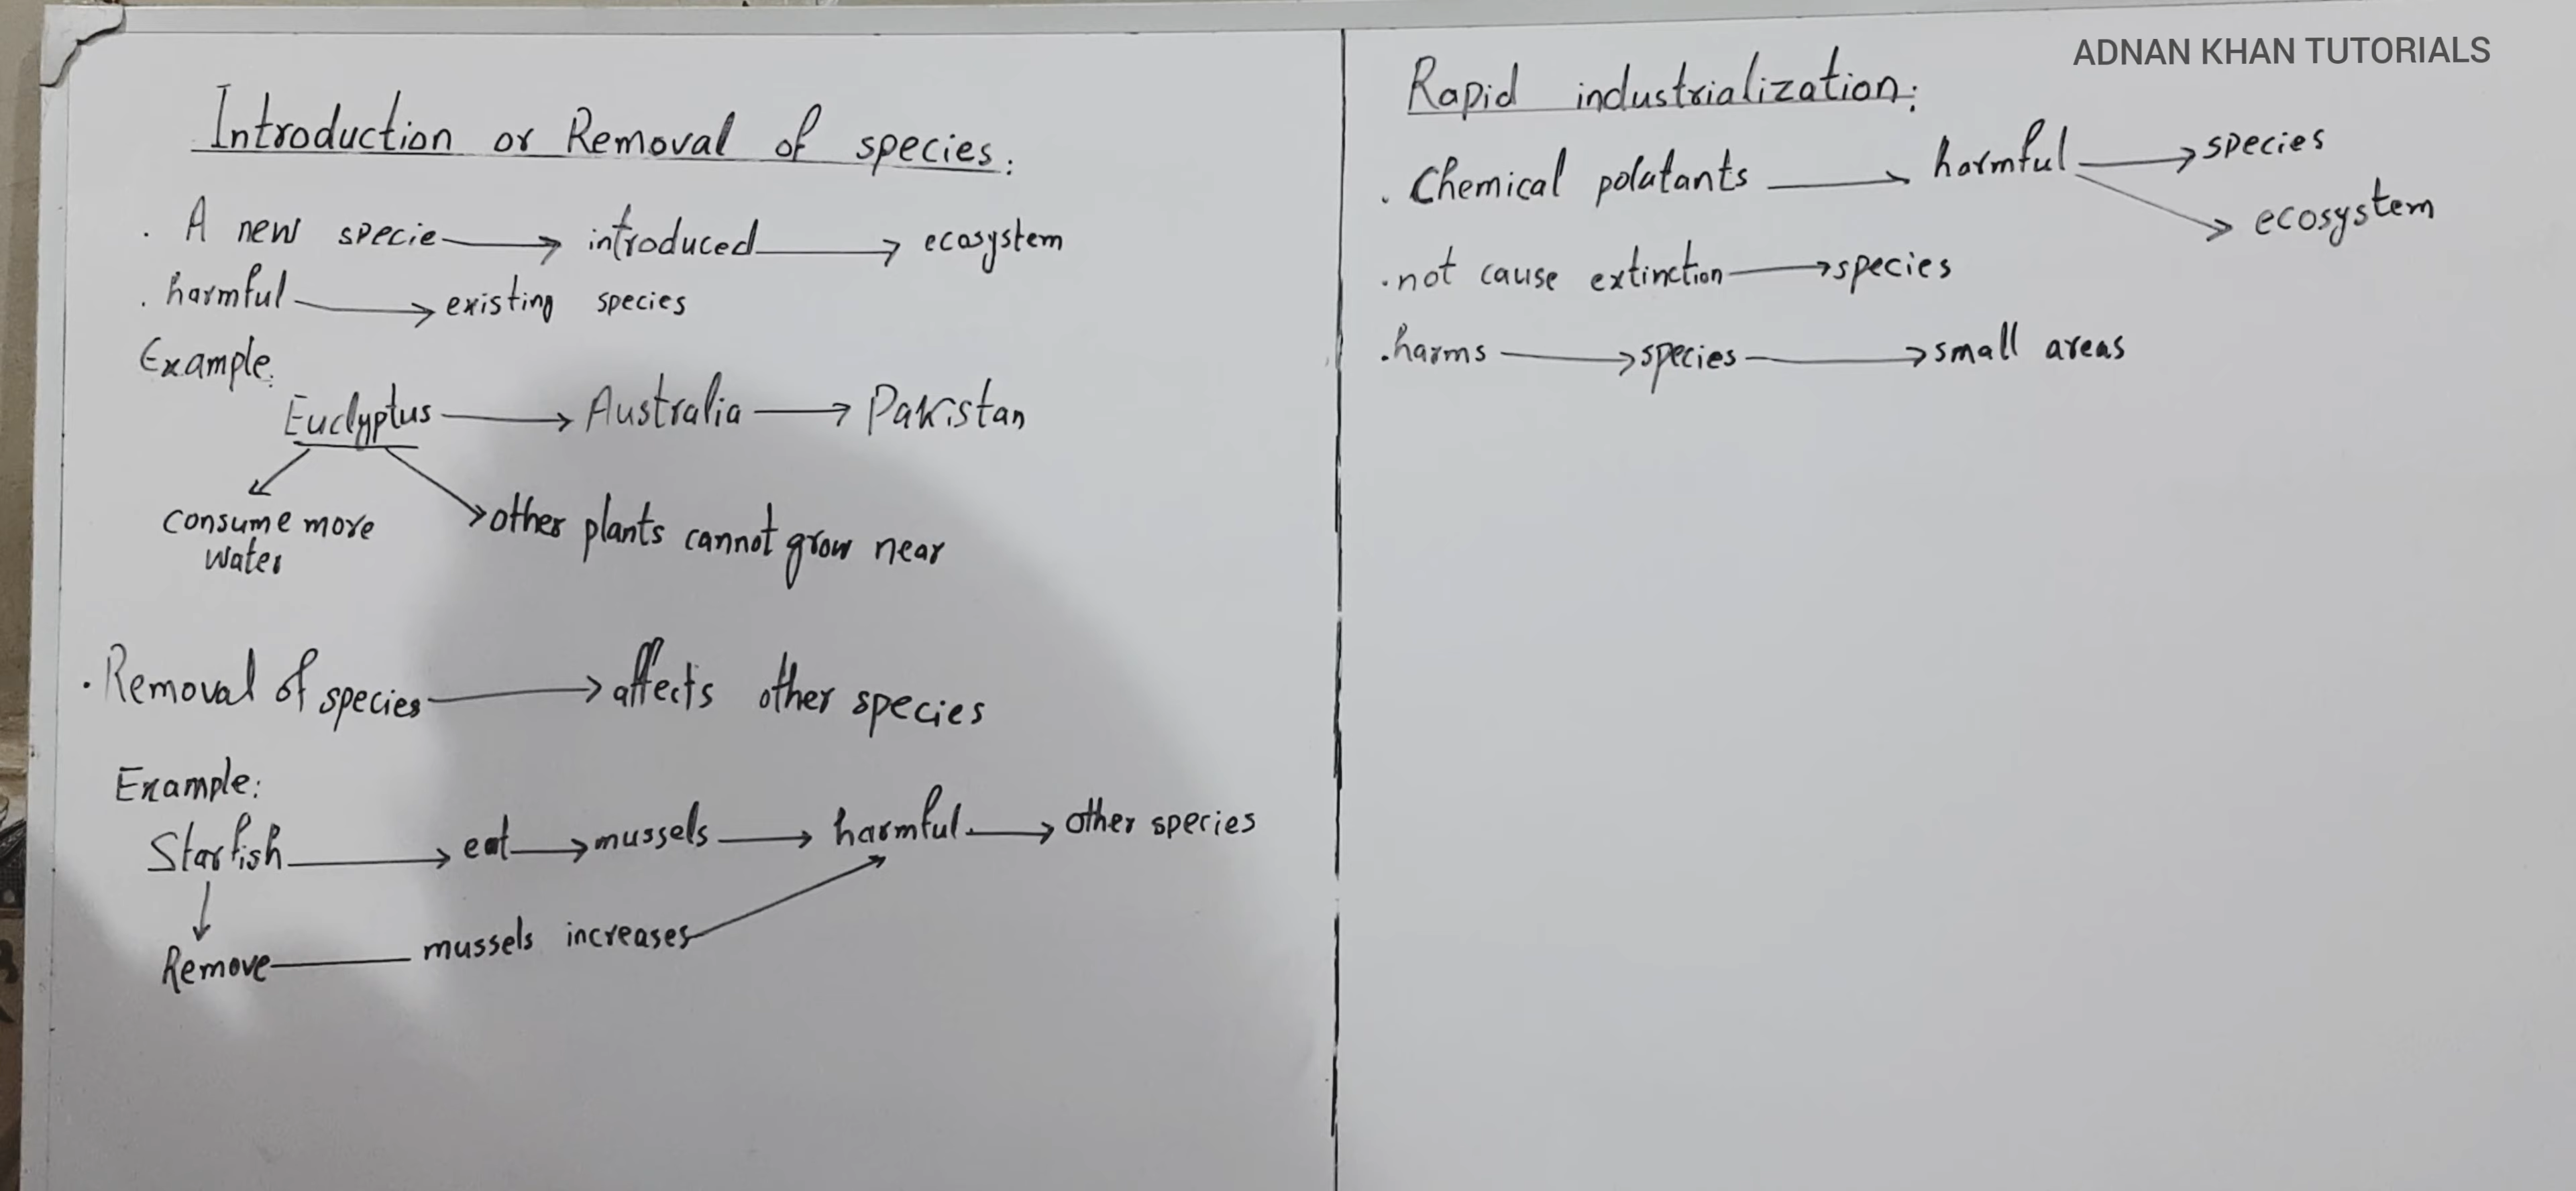 ADNAN KHAN TUTORIALS
Introduction or Removal of species:
. A new specie → introduced → ecosystem
. harmful → existing species
Example:
Euclyptus → Australia → Pakistan
consume more
water
other plants cannot grow near
. Removal of species → affects other species
Example:
Starfish → eat → mussels → harmful → other species
Remove — mussels increases
Rapid industrialization:
. Chemical polutants → harmful → species
→ ecosystem
. not cause extinction → species
. harms → species → small areas